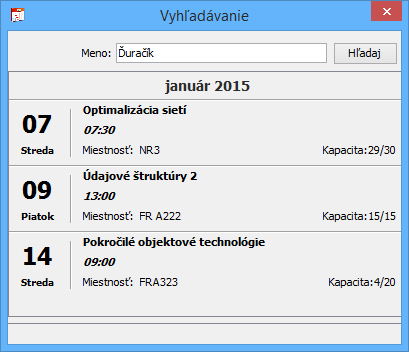 Vyhľadávanie
Meno: Ďuračík Hľadaj
január 2015
07 Streda
Optimalizácia sietí
07:30
Miestnosť: NR3 Kapacita:29/30
09 Piatok
Údajové štruktúry 2
13:00
Miestnosť: FR A222 Kapacita:15/15
14 Streda
Pokročilé objektové technológie
09:00
Miestnosť: FRA323 Kapacita:4/20